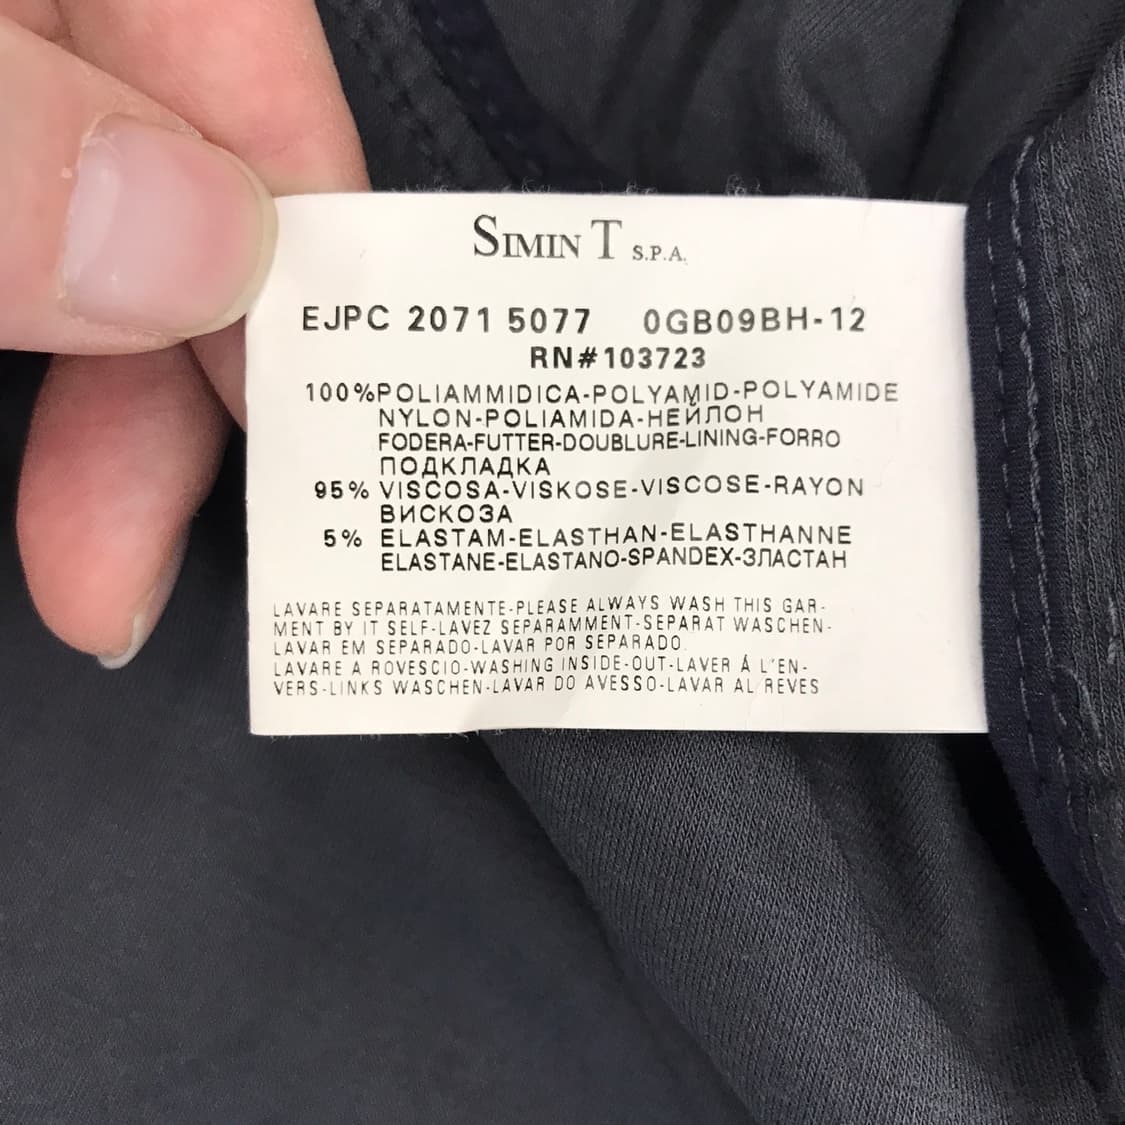 SIMIN T S.P.A.
EJPC 2071 5077 0GB09BH-12
RN#103723
100%POLIAMMIDICA-POLYAMID-POLYAMIDE
NYLON-POLIAMIDA-НЕЙЛОН
FODERA-FUTTER-DOUBLURE-LINING-FORRO
ПОДКЛАДКА
95% VISCOSA-VISKOSE-VISCOSE-RAYON
ВИСКОЗА
5% ELASTAM-ELASTHAN-ELASTHANNE
ELASTANE-ELASTANO-SPANDEX-ЗЛАСТАН
LAVARE SEPARATAMENTE-PLEASE ALWAYS WASH THIS GAR-
MENT BY IT SELF-LAVEZ SEPARAMMENT-SEPARAT WASCHEN-
LAVAR EM SEPARADO-LAVAR POR SEPARADO.
LAVARE A ROVESCIO-WASHING INSIDE-OUT-LAVER Á L'EN-
VERS-LINKS WASCHEN-LAVAR DO AVESSO-LAVAR AL REVES